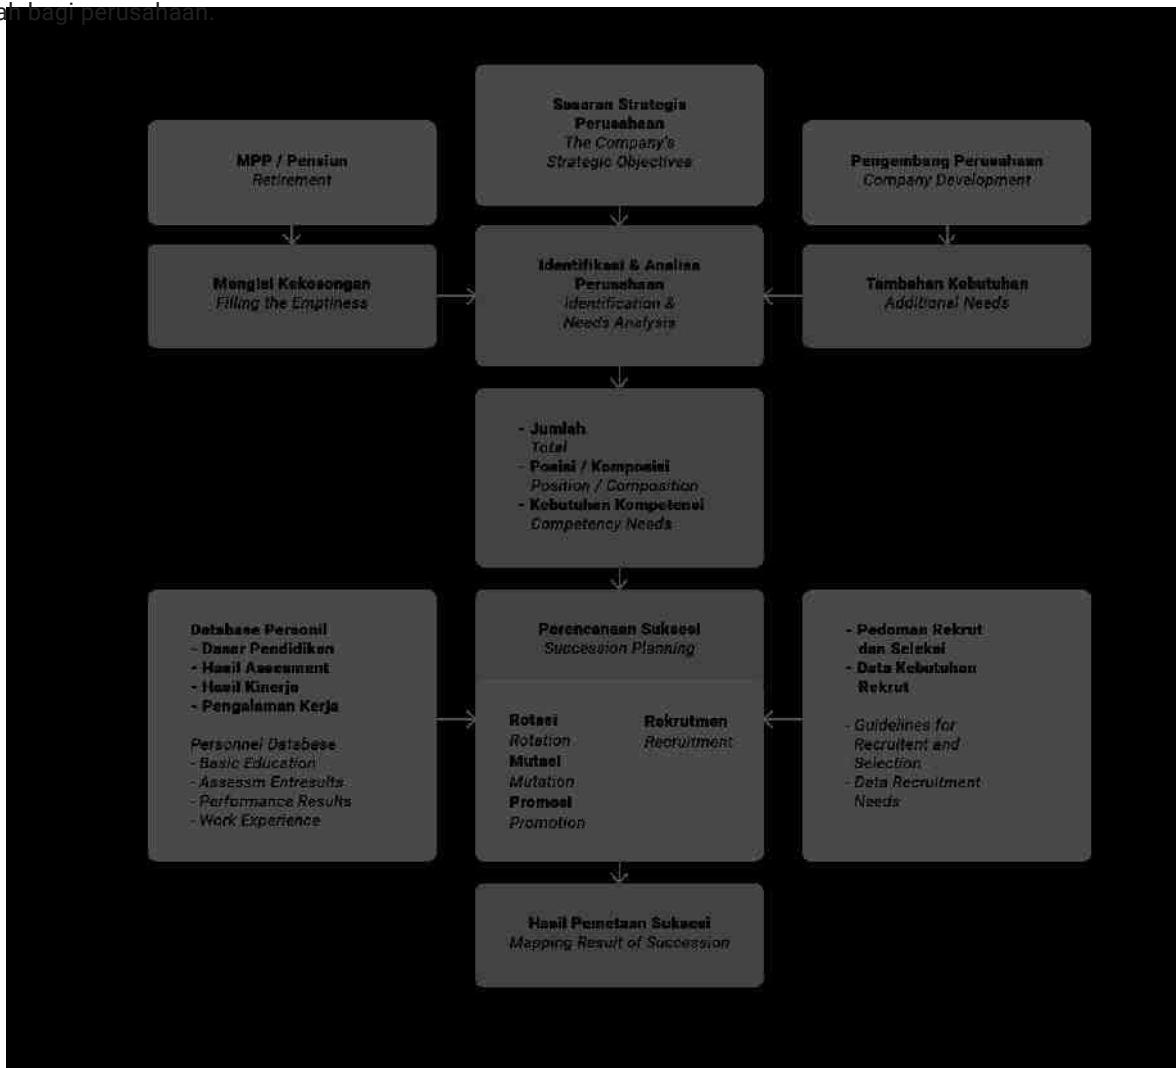 ah bagi perusahaan.
Sasaran Strategis
Perusahaan
The Company's
Strategic Objectives
MPP / Pensiun
Retirement
Pengembang Perusahaan
Company Development
Mengisi Kekosongan
Filling the Emptiness
Identifikasi & Analisa
Perusahaan
Identification &
Needs Analysis
Tambahan Kebutuhan
Additional Needs
- Jumlah
Total
- Posisi / Komposisi
Position / Composition
- Kebutuhan Kompetensi
Competency Needs
Database Personil
- Dasar Pendidikan
- Hasil Assesment
- Hasil Kinerja
- Pengalaman Kerja
Personnel Database
- Basic Education
- Assessm Entresults
- Performance Results
- Work Experience
Perencanaan Suksesi
Succession Planning
Rotasi
Rotation
Mutasi
Mutation
Promosi
Promotion
Rekrutmen
Recruitment
- Pedoman Rekrut
dan Seleksi
- Data Kebutuhan
Rekrut
- Guidelines for
Recruitent and
Selection
- Data Recruitment
Needs
Hasil Pemetaan Suksesi
Mapping Result of Succession